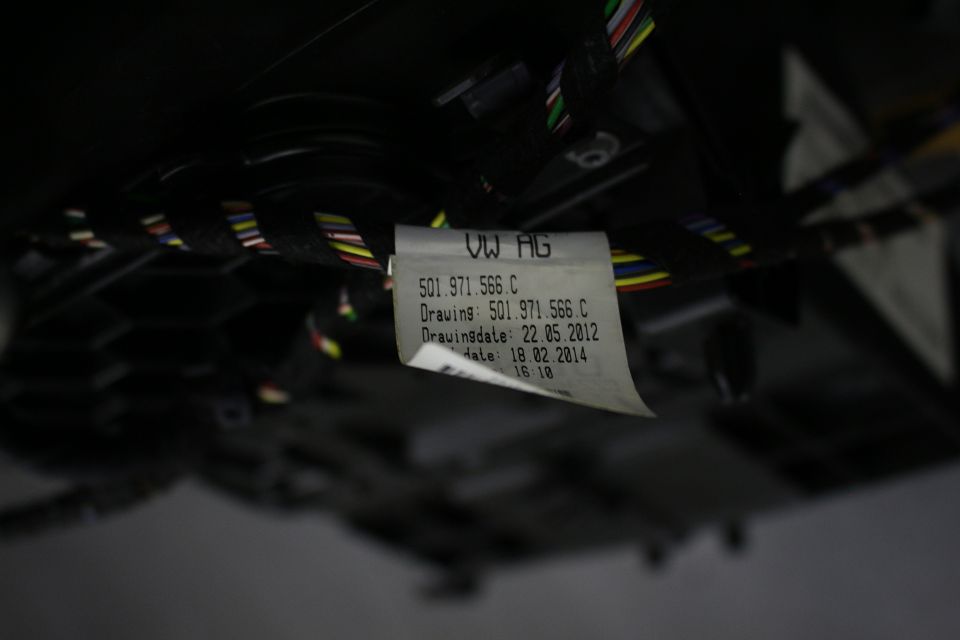 VW AG
5Q1.971.566.C
Drawing: 5Q1.971.566.C
Drawingdate: 22.05.2012
date: 18.02.2014
16:10